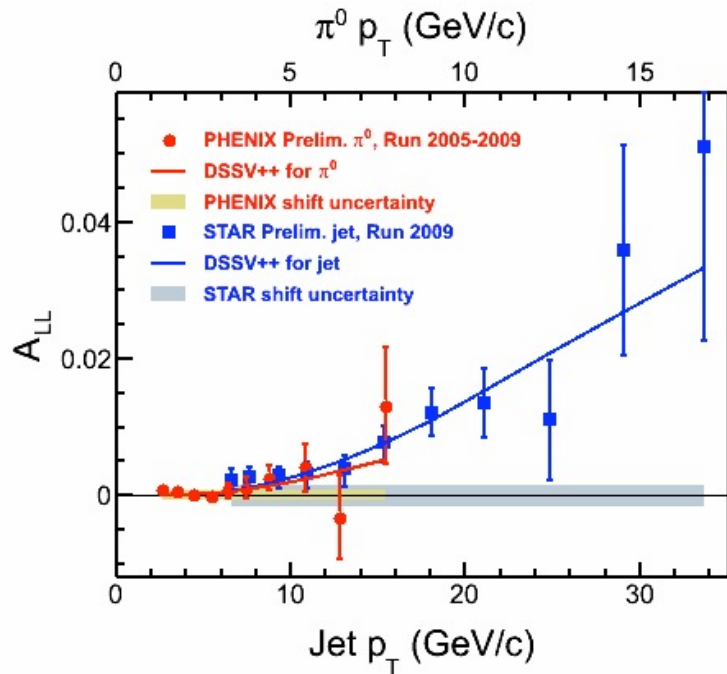 π⁰ p_T (GeV/c)
0 5 10 15
PHENIX Prelim. π⁰, Run 2005-2009
DSSV++ for π⁰
PHENIX shift uncertainty
STAR Prelim. jet, Run 2009
DSSV++ for jet
STAR shift uncertainty
A_LL
0.04
0.02
0
0 10 20 30
Jet p_T (GeV/c)